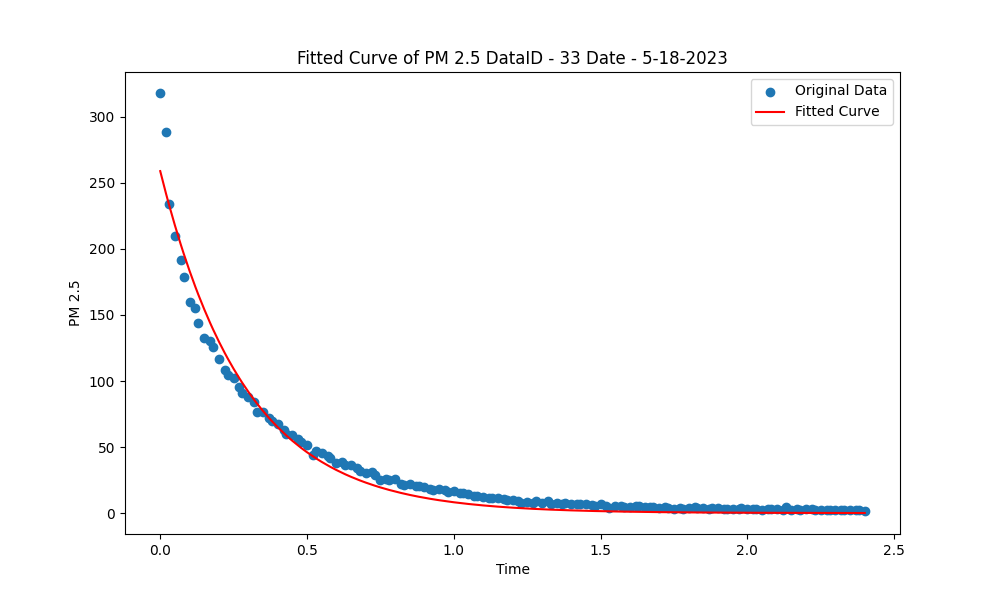 Fitted Curve of PM 2.5 DataID - 33 Date - 5-18-2023
Original Data
Fitted Curve
300
250
200
150
100
50
0
PM 2.5
0.0 0.5 1.0 1.5 2.0 2.5
Time